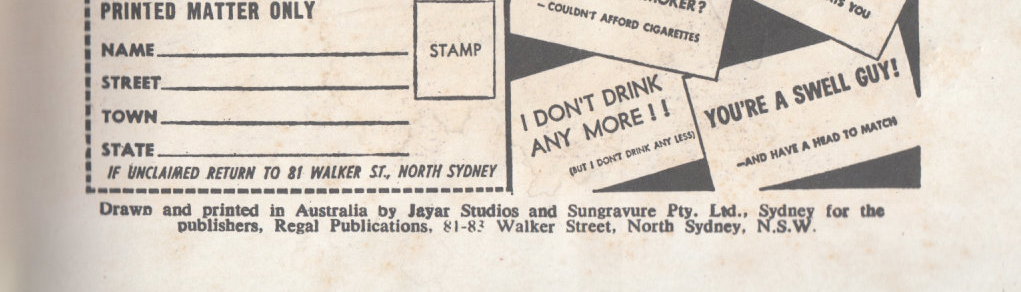 PRINTED MATTER ONLY
NAME
STREET
TOWN
STATE
IF UNCLAIMED RETURN TO 81 WALKER ST., NORTH SYDNEY
STAMP
– COULDN'T AFFORD CIGARETTES
YOU
I DON'T DRINK
ANY MORE!!
(BUT I DON'T DRINK ANY LESS)
YOU'RE A SWELL GUY!
–AND HAVE A HEAD TO MATCH
Drawn and printed in Australia by Jayar Studios and Sungravure Pty. Ltd., Sydney for the
publishers, Regal Publications, 81-83 Walker Street, North Sydney, N.S.W.